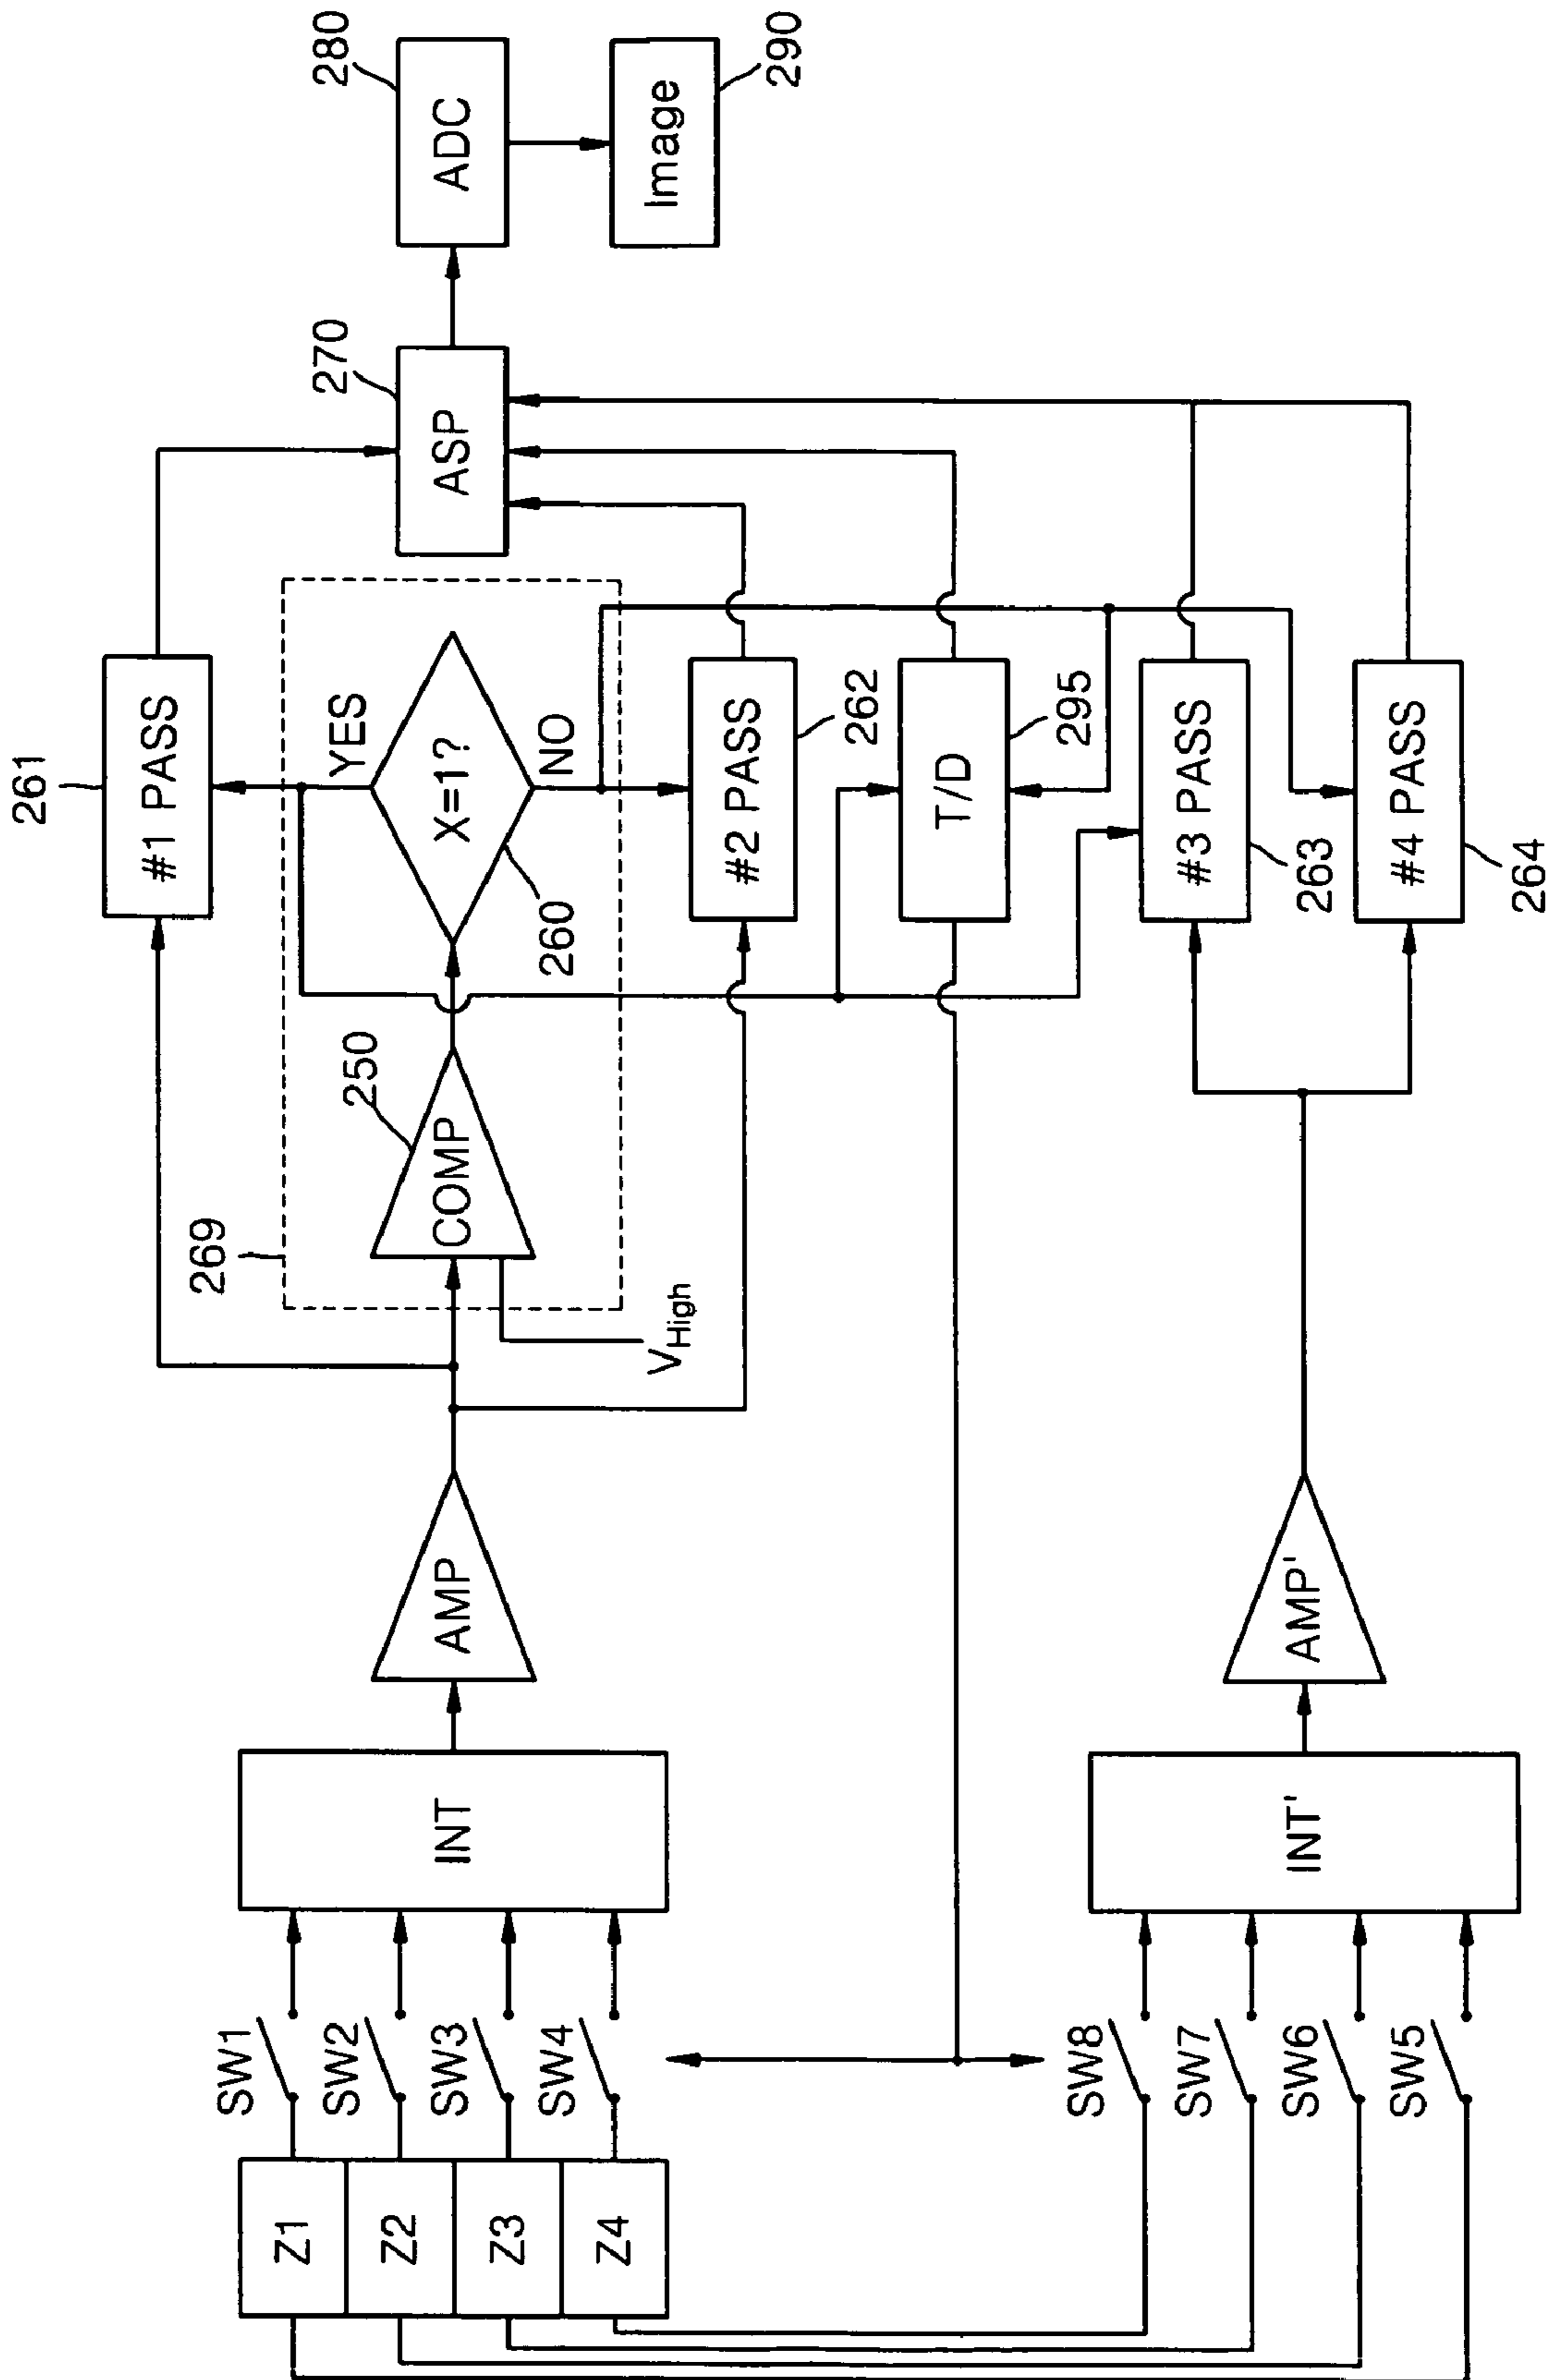 261
#1 PASS
YES
X=1?
NO
260
250
COMP
269
V_High
#2 PASS
262
T/D
295
#3 PASS
263
#4 PASS
264
270
ASP
280
ADC
Image
290
AMP
AMP'
INT
INT'
SW1
SW2
SW3
SW4
SW8
SW7
SW6
SW5
Z1
Z2
Z3
Z4